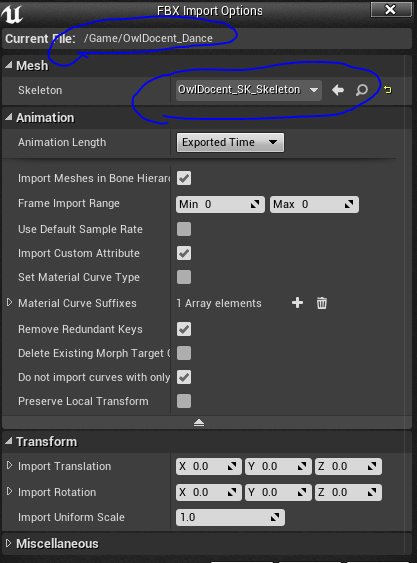 FBX Import Options
Current File: /Game/OwlDocent_Dance
Mesh
Skeleton OwlDocent_SK_Skeleton
Animation
Animation Length Exported Time
Import Meshes in Bone Hierar
Frame Import Range Min 0 Max 0
Use Default Sample Rate
Import Custom Attribute
Set Material Curve Type
Material Curve Suffixes 1 Array elements
Remove Redundant Keys
Delete Existing Morph Target C
Do not import curves with only
Preserve Local Transform
Transform
Import Translation X 0.0 Y 0.0 Z 0.0
Import Rotation X 0.0 Y 0.0 Z 0.0
Import Uniform Scale 1.0
Miscellaneous